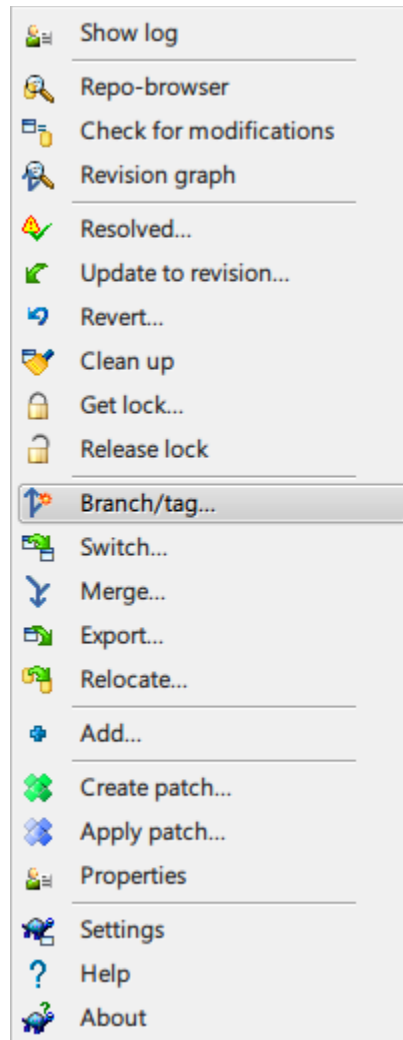 Show log
Repo-browser
Check for modifications
Revision graph
Resolved...
Update to revision...
Revert...
Clean up
Get lock...
Release lock
Branch/tag...
Switch...
Merge...
Export...
Relocate...
Add...
Create patch...
Apply patch...
Properties
Settings
Help
About